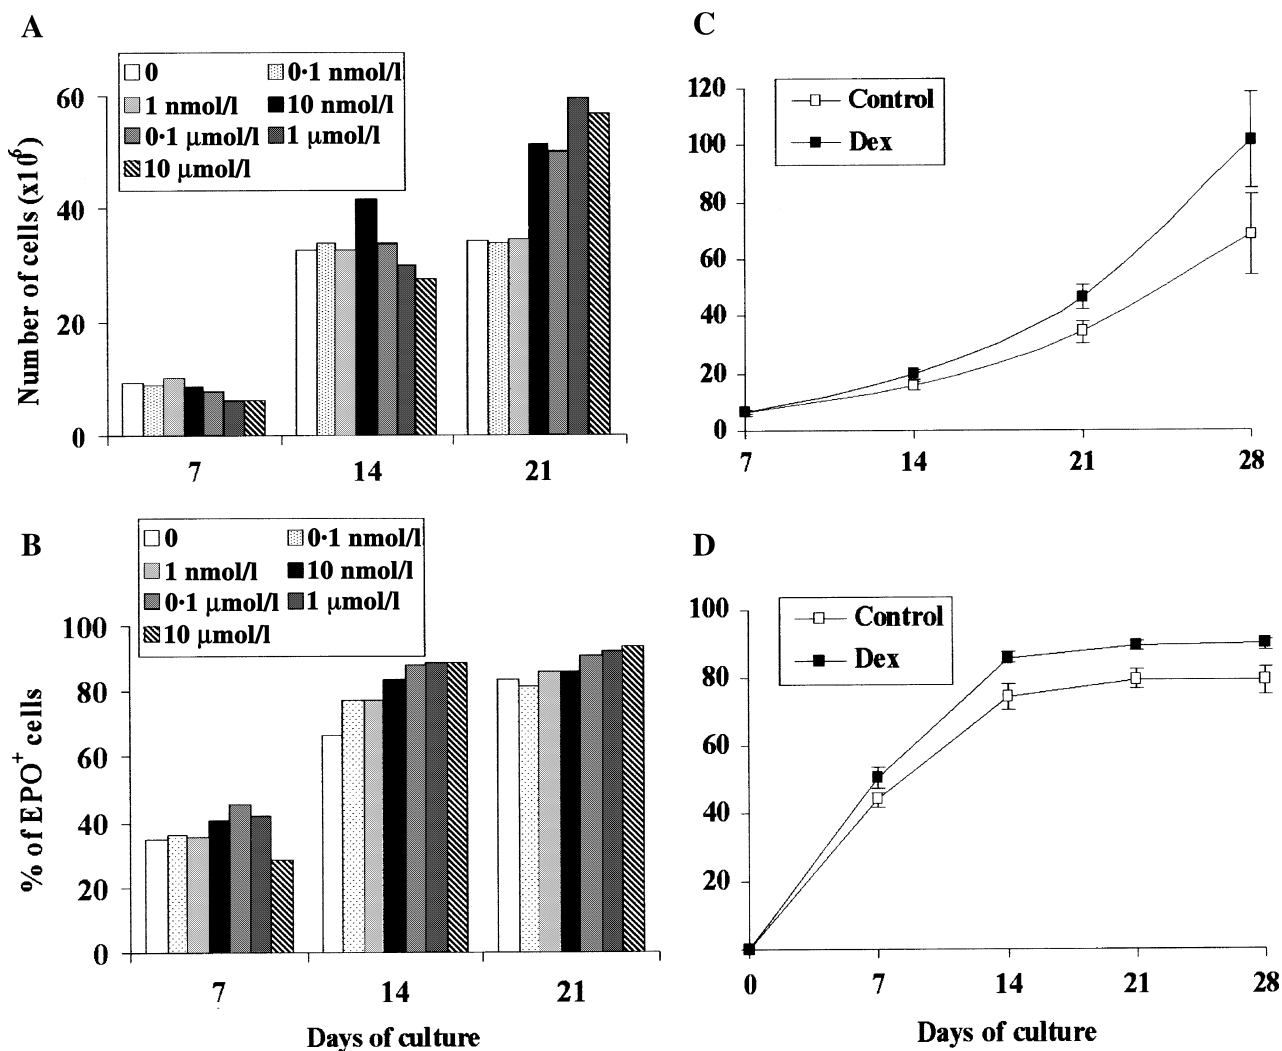 A
0
0·1 nmol/l
1 nmol/l
10 nmol/l
0·1 µmol/l
1 µmol/l
10 µmol/l
Number of cells (x10⁶)
60
40
20
0
7
14
21
B
0
0·1 nmol/l
1 nmol/l
10 nmol/l
0·1 µmol/l
1 µmol/l
10 µmol/l
% of EPO⁺ cells
100
80
60
40
20
0
7
14
21
Days of culture
C
Control
Dex
120
100
80
60
40
20
0
7
14
21
28
D
Control
Dex
100
80
60
40
20
0
7
14
21
28
Days of culture